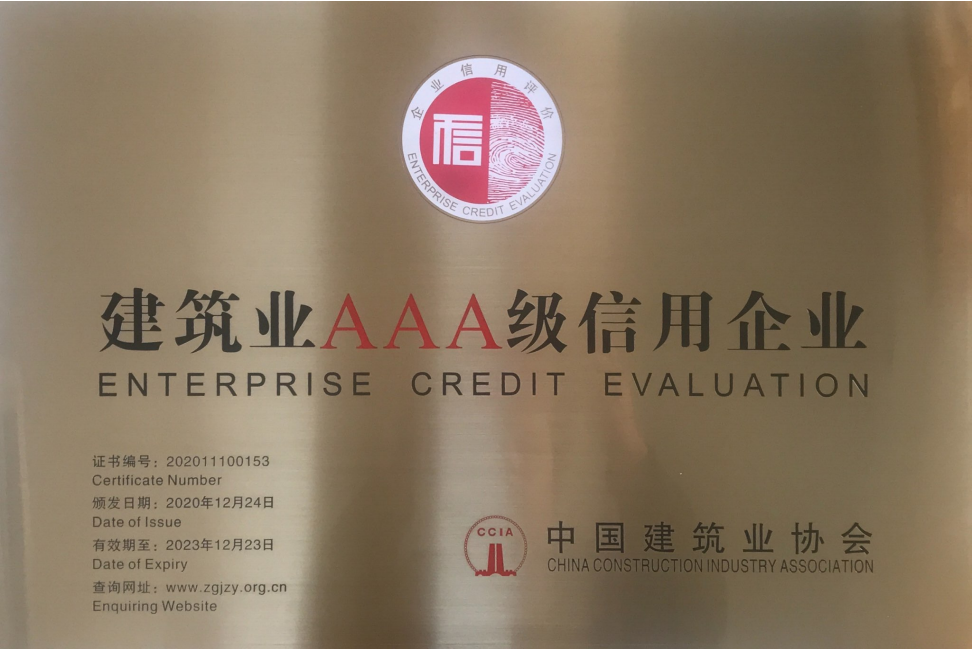 企业信用评价
信
ENTERPRISE CREDIT EVALUATION
建筑业AAA级信用企业
ENTERPRISE CREDIT EVALUATION
证书编号：202011100153
Certificate Number
颁发日期：2020年12月24日
Date of Issue
有效期至：2023年12月23日
Date of Expiry
查询网址：www.zgjzy.org.cn
Enquiring Website
CCIA
中国建筑业协会
CHINA CONSTRUCTION INDUSTRY ASSOCIATION